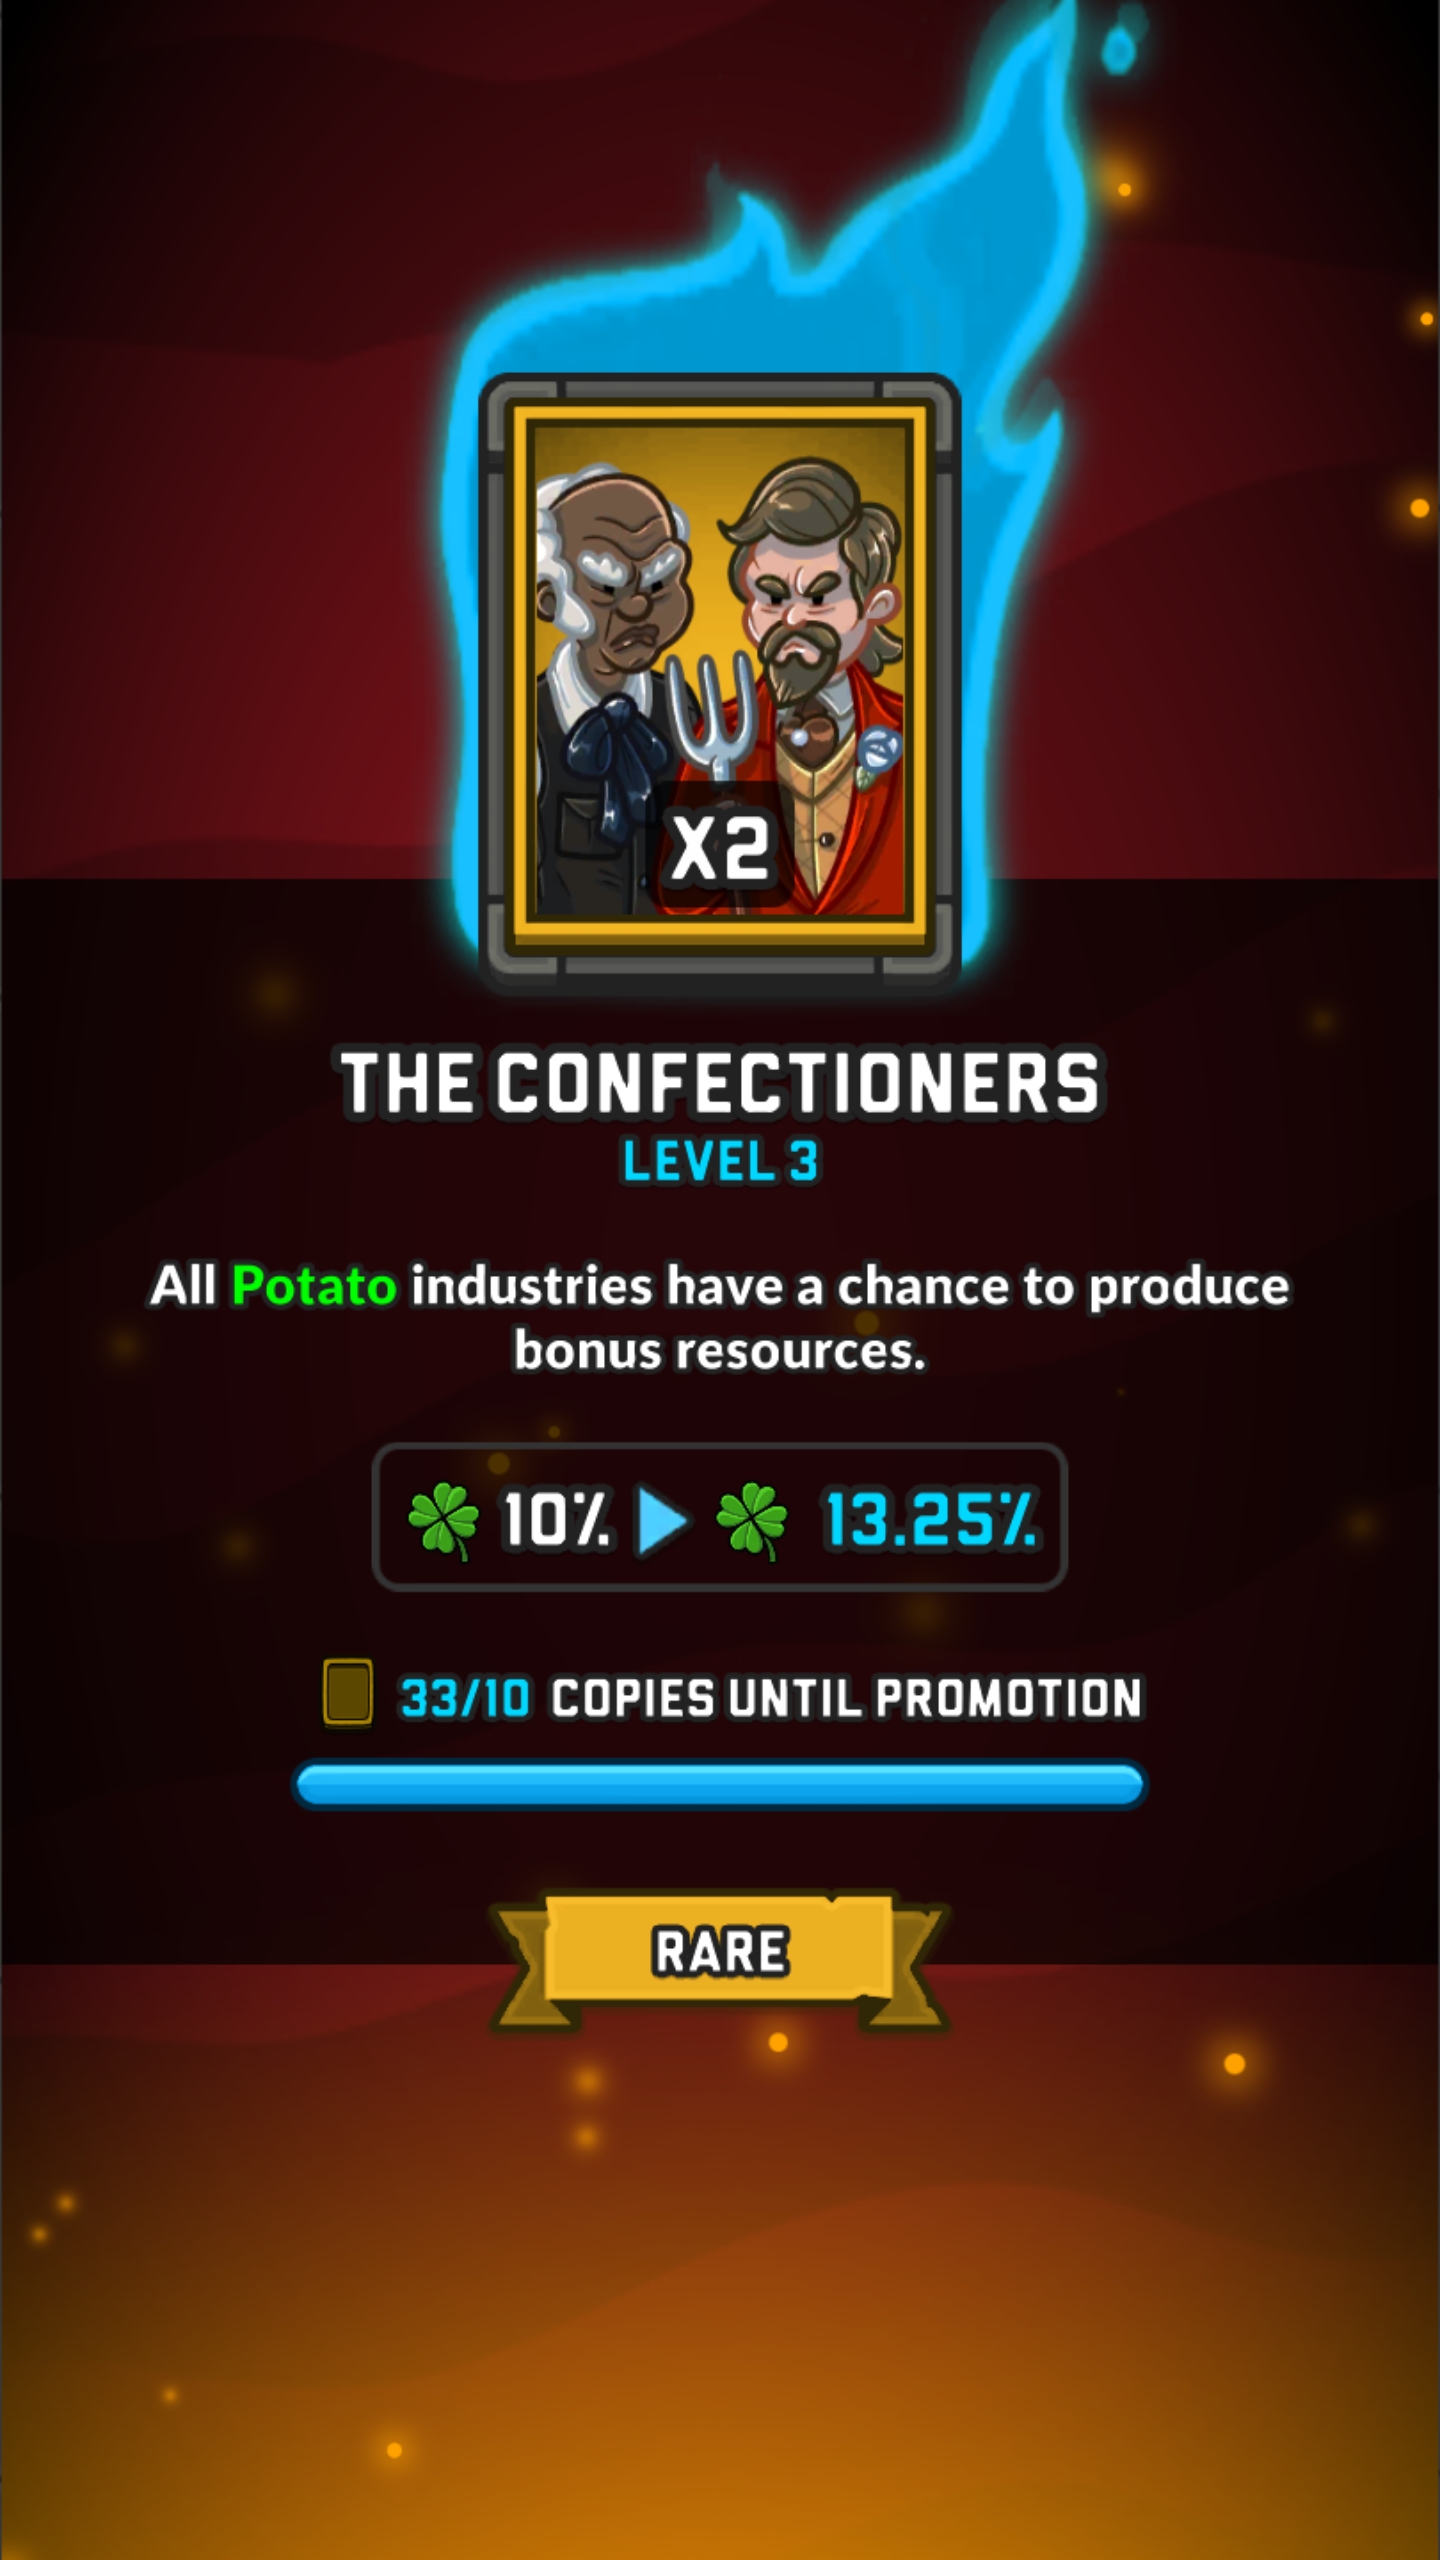 X2
THE CONFECTIONERS
LEVEL 3
All Potato industries have a chance to produce
bonus resources.
10% 13.25%
33/10 COPIES UNTIL PROMOTION
RARE